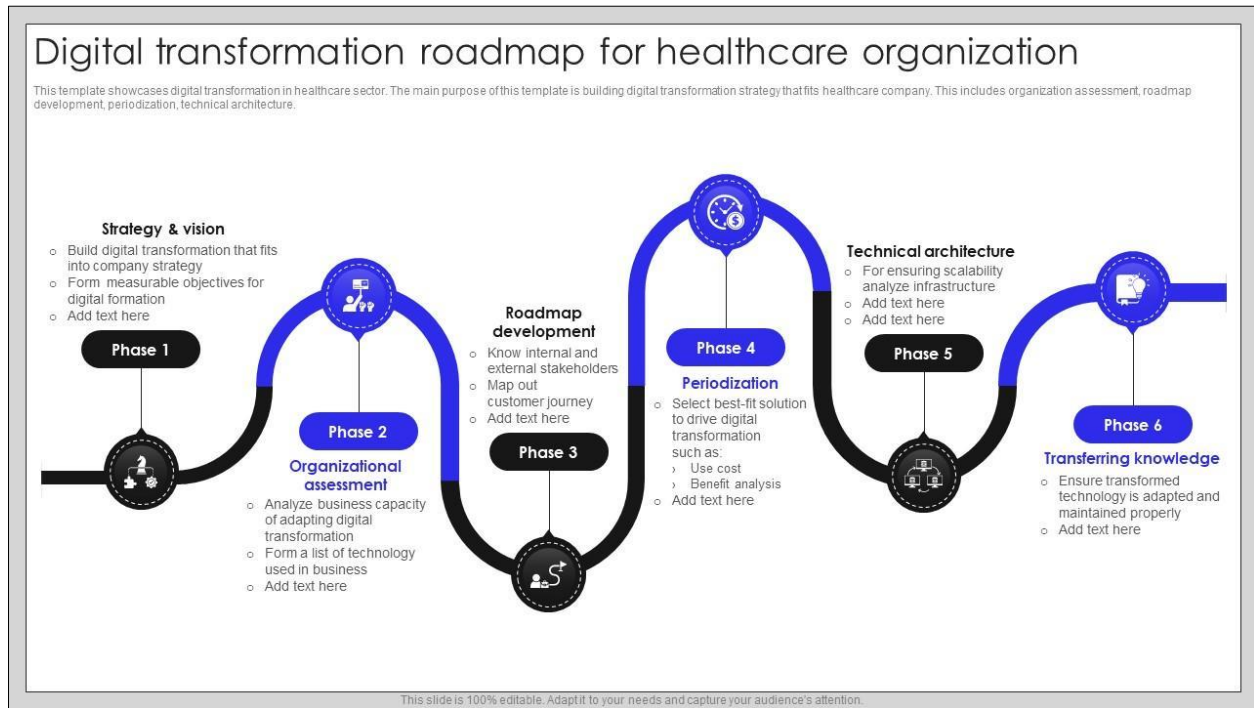 Digital transformation roadmap for healthcare organization
This template showcases digital transformation in healthcare sector. The main purpose of this template is building digital transformation strategy that fits healthcare company. This includes organization assessment, roadmap
development, periodization, technical architecture.
Strategy & vision
o Build digital transformation that fits
into company strategy
o Form measurable objectives for
digital formation
o Add text here
Phase 1
Phase 2
Organizational
assessment
o Analyze business capacity
of adapting digital
transformation
o Form a list of technology
used in business
o Add text here
Roadmap
development
o Know internal and
external stakeholders
o Map out
customer journey
o Add text here
Phase 3
Phase 4
Periodization
o Select best-fit solution
to drive digital
transformation
such as:
› Use cost
› Benefit analysis
o Add text here
Technical architecture
o For ensuring scalability
analyze infrastructure
o Add text here
o Add text here
Phase 5
Phase 6
Transferring knowledge
o Ensure transformed
technology is adapted and
maintained properly
o Add text here
This slide is 100% editable. Adapt it to your needs and capture your audience's attention.